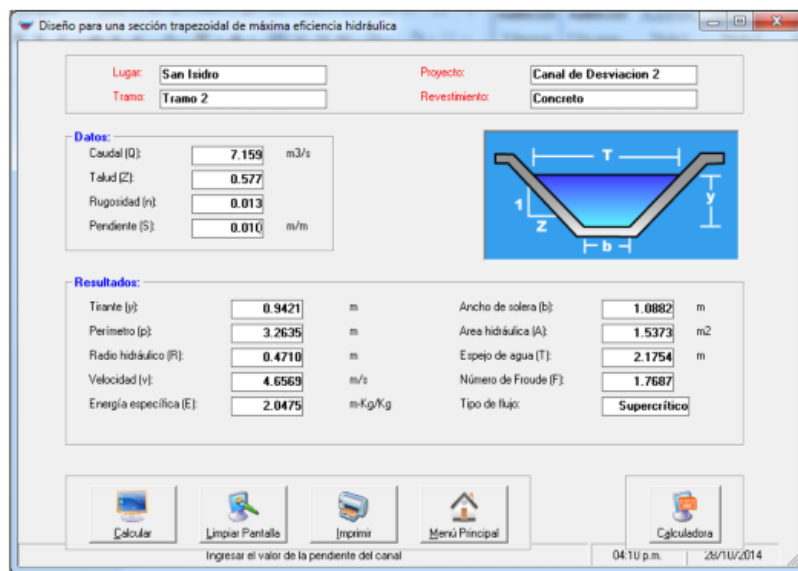 Diseño para una sección trapezoidal de máxima eficiencia hidráulica
Lugar: San Isidro Proyecto: Canal de Desviacion 2
Tramo: Tramo 2 Revestimiento: Concreto
Datos:
Caudal (Q): 7.159 m3/s
Talud (Z): 0.577
Rugosidad (n): 0.013
Pendiente (S): 0.010 m/m
T
1
Z
y
b
Resultados:
Tirante (y): 0.9421 m Ancho de solera (b): 1.0882 m
Perímetro (p): 3.2635 m Area hidráulica (A): 1.5373 m2
Radio hidráulico (R): 0.4710 m Espejo de agua (T): 2.1754 m
Velocidad (v): 4.6569 m/s Número de Froude (F): 1.7687
Energía específica (E): 2.0475 m-Kg/Kg Tipo de flujo: Supercrítico
Calcular Limpiar Pantalla Imprimir Menú Principal Calculadora
Ingresar el valor de la pendiente del canal 04:10 p.m. 28/10/2014